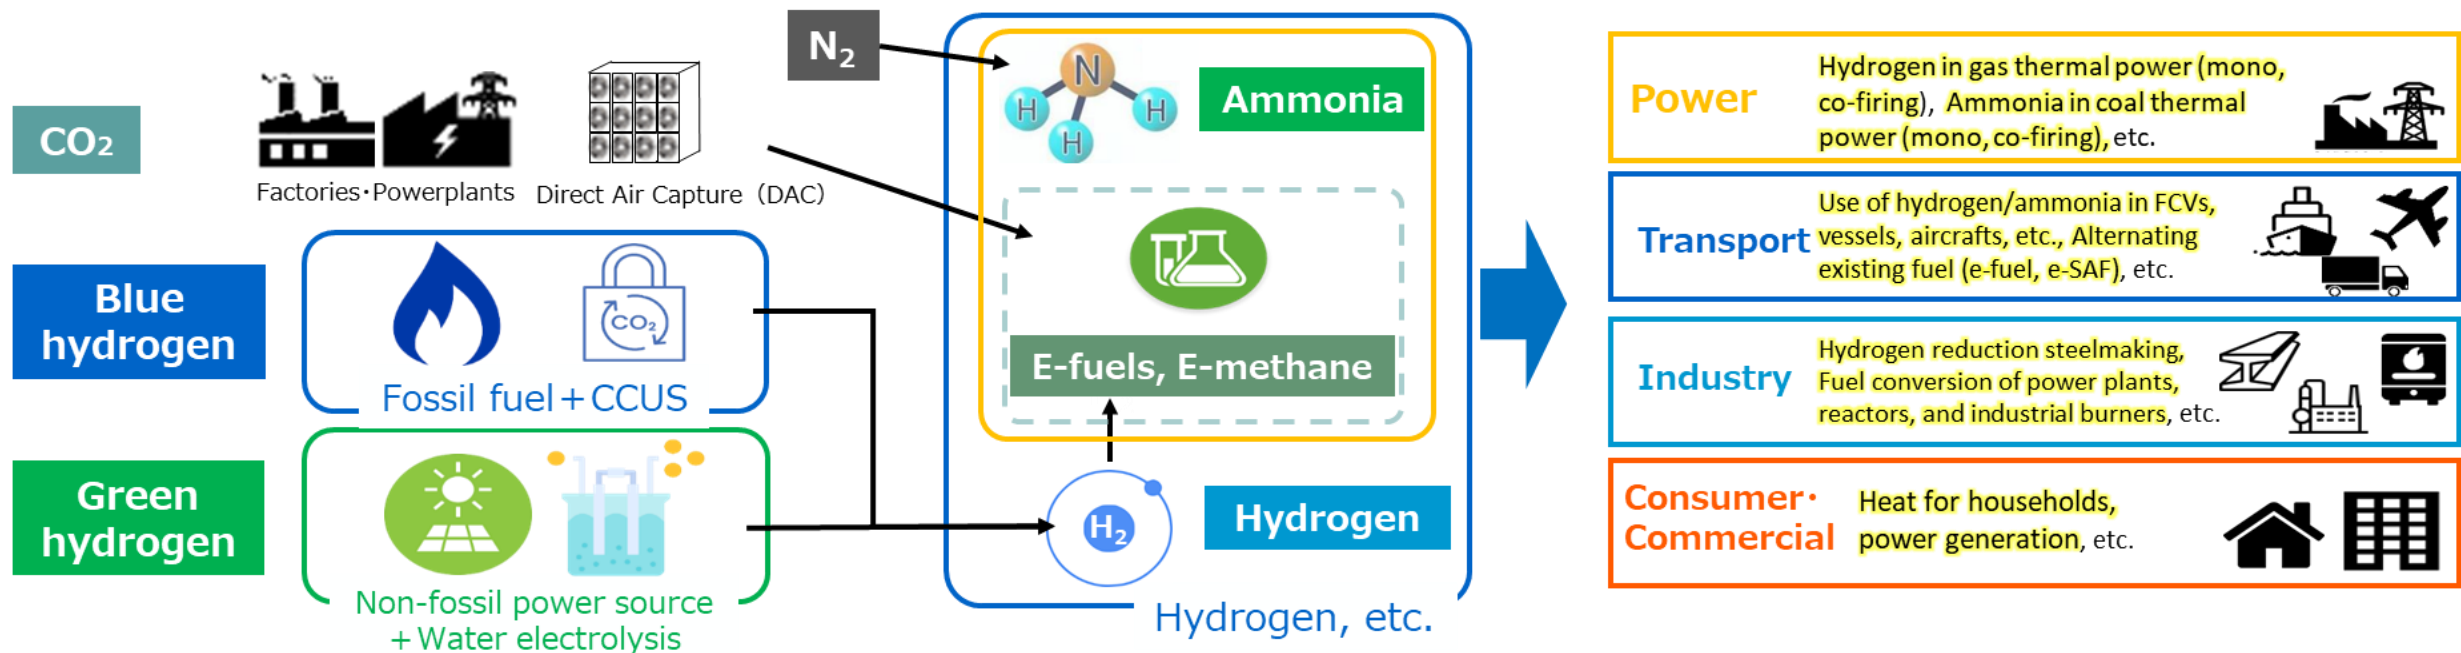 CO₂
Factories・Powerplants
Direct Air Capture（DAC）
Blue
hydrogen
CO₂
Fossil fuel＋CCUS
Green
hydrogen
Non-fossil power source
＋Water electrolysis
N₂
N
H
H
H
Ammonia
E-fuels, E-methane
H₂
Hydrogen
Hydrogen, etc.
Power
Hydrogen in gas thermal power (mono,
co-firing),  Ammonia in coal thermal
power (mono, co-firing), etc.
Transport
Use of hydrogen/ammonia in FCVs,
vessels, aircrafts, etc., Alternating
existing fuel (e-fuel, e-SAF), etc.
Industry
Hydrogen reduction steelmaking,
Fuel conversion of power plants,
reactors, and industrial burners, etc.
Consumer・
Commercial
Heat for households,
power generation, etc.